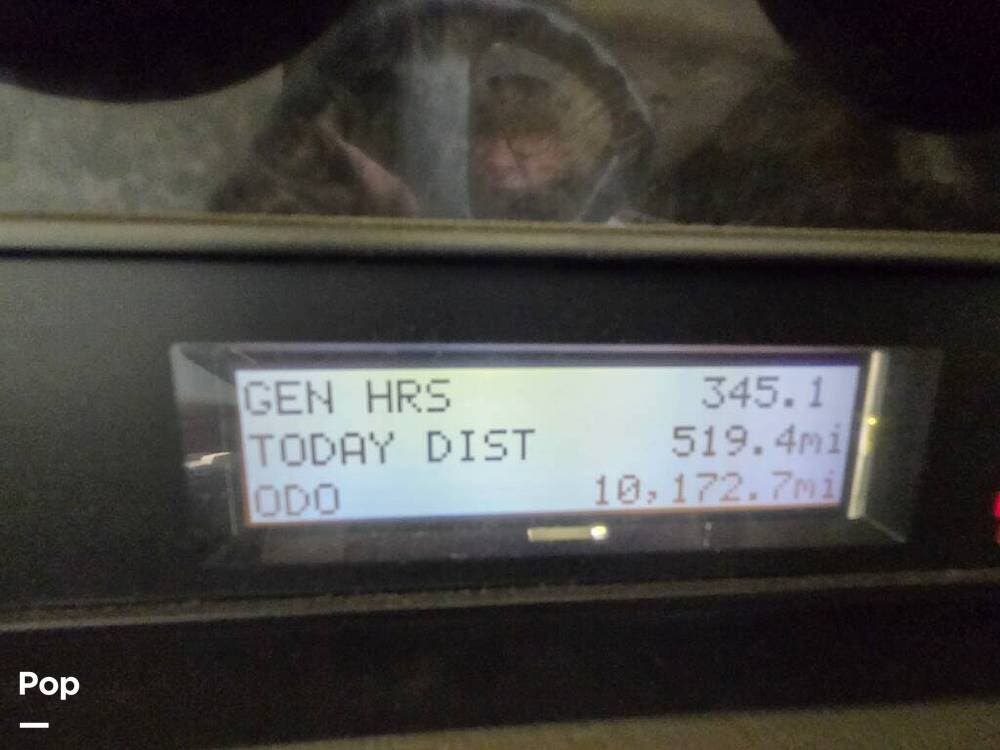 GEN HRS 345.1
TODAY DIST 519.4mi
ODO 10,172.7mi
Pop